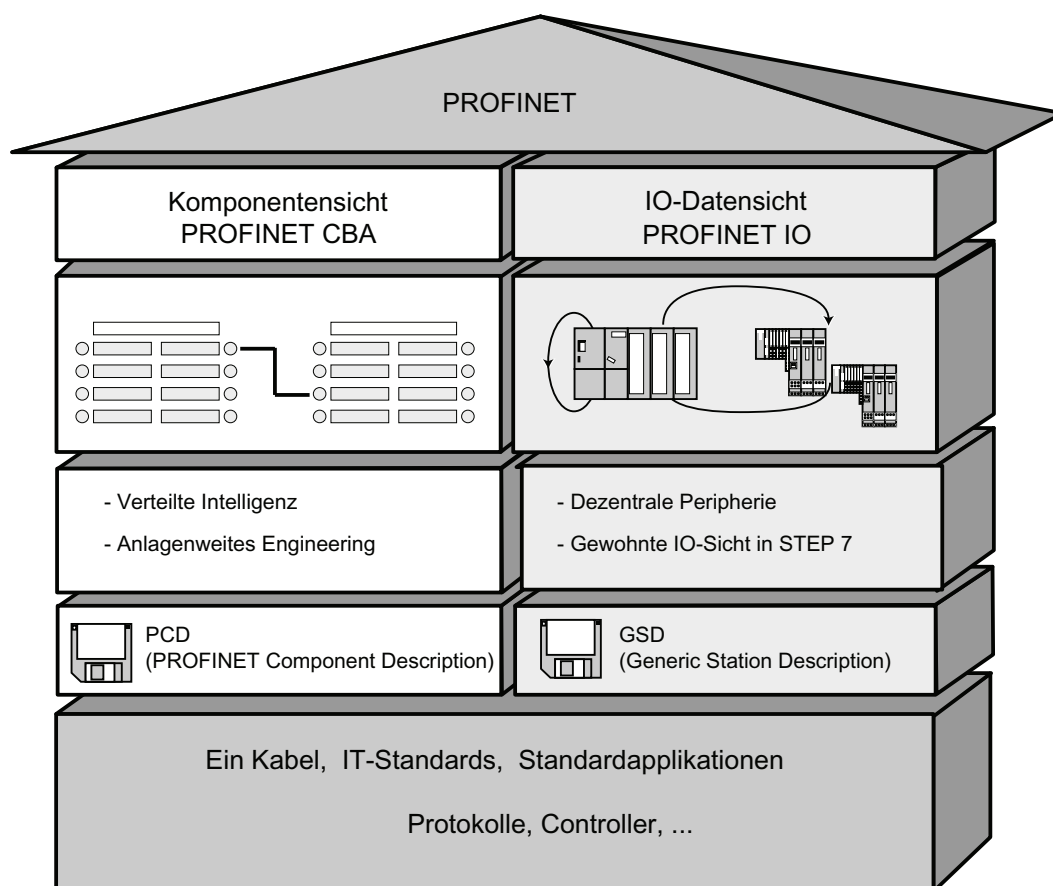 PROFINET
Komponentensicht
PROFINET CBA
IO-Datensicht
PROFINET IO
- Verteilte Intelligenz
- Anlagenweites Engineering
- Dezentrale Peripherie
- Gewohnte IO-Sicht in STEP 7
PCD
(PROFINET Component Description)
GSD
(Generic Station Description)
Ein Kabel, IT-Standards, Standardapplikationen
Protokolle, Controller, ...